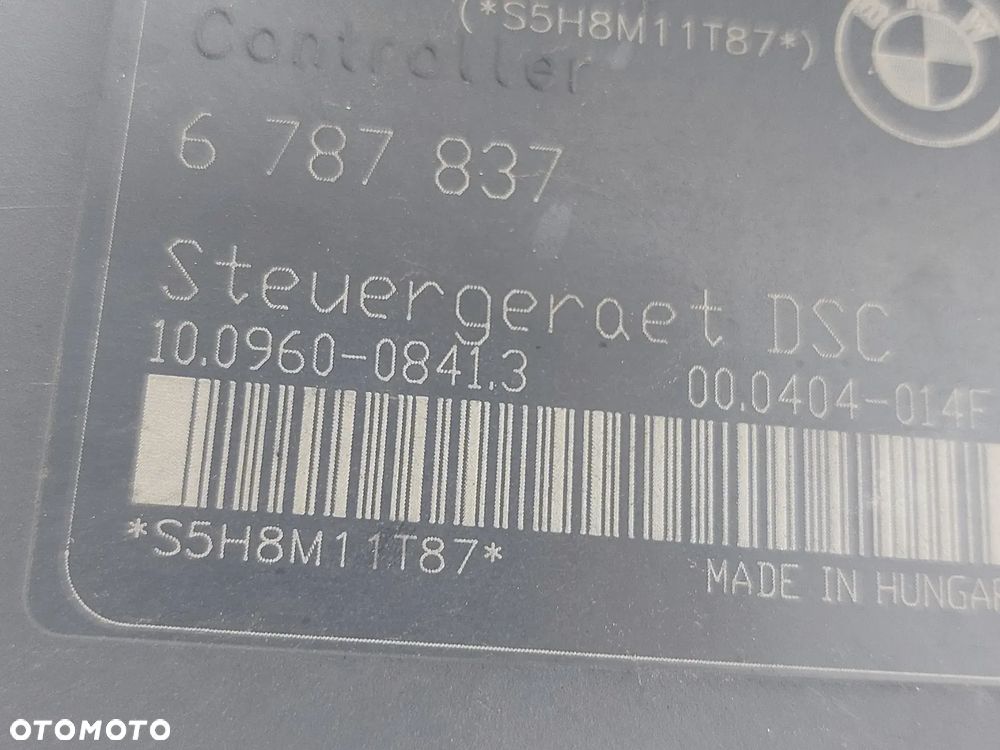 (*S5H8M11T87*)
BMW
Controller
6 787 837
Steuergeraet DSC
10.0960-0841.3
00.0404-014F
*S5H8M11T87*
MADE IN HUNGAR
OTOMOTO